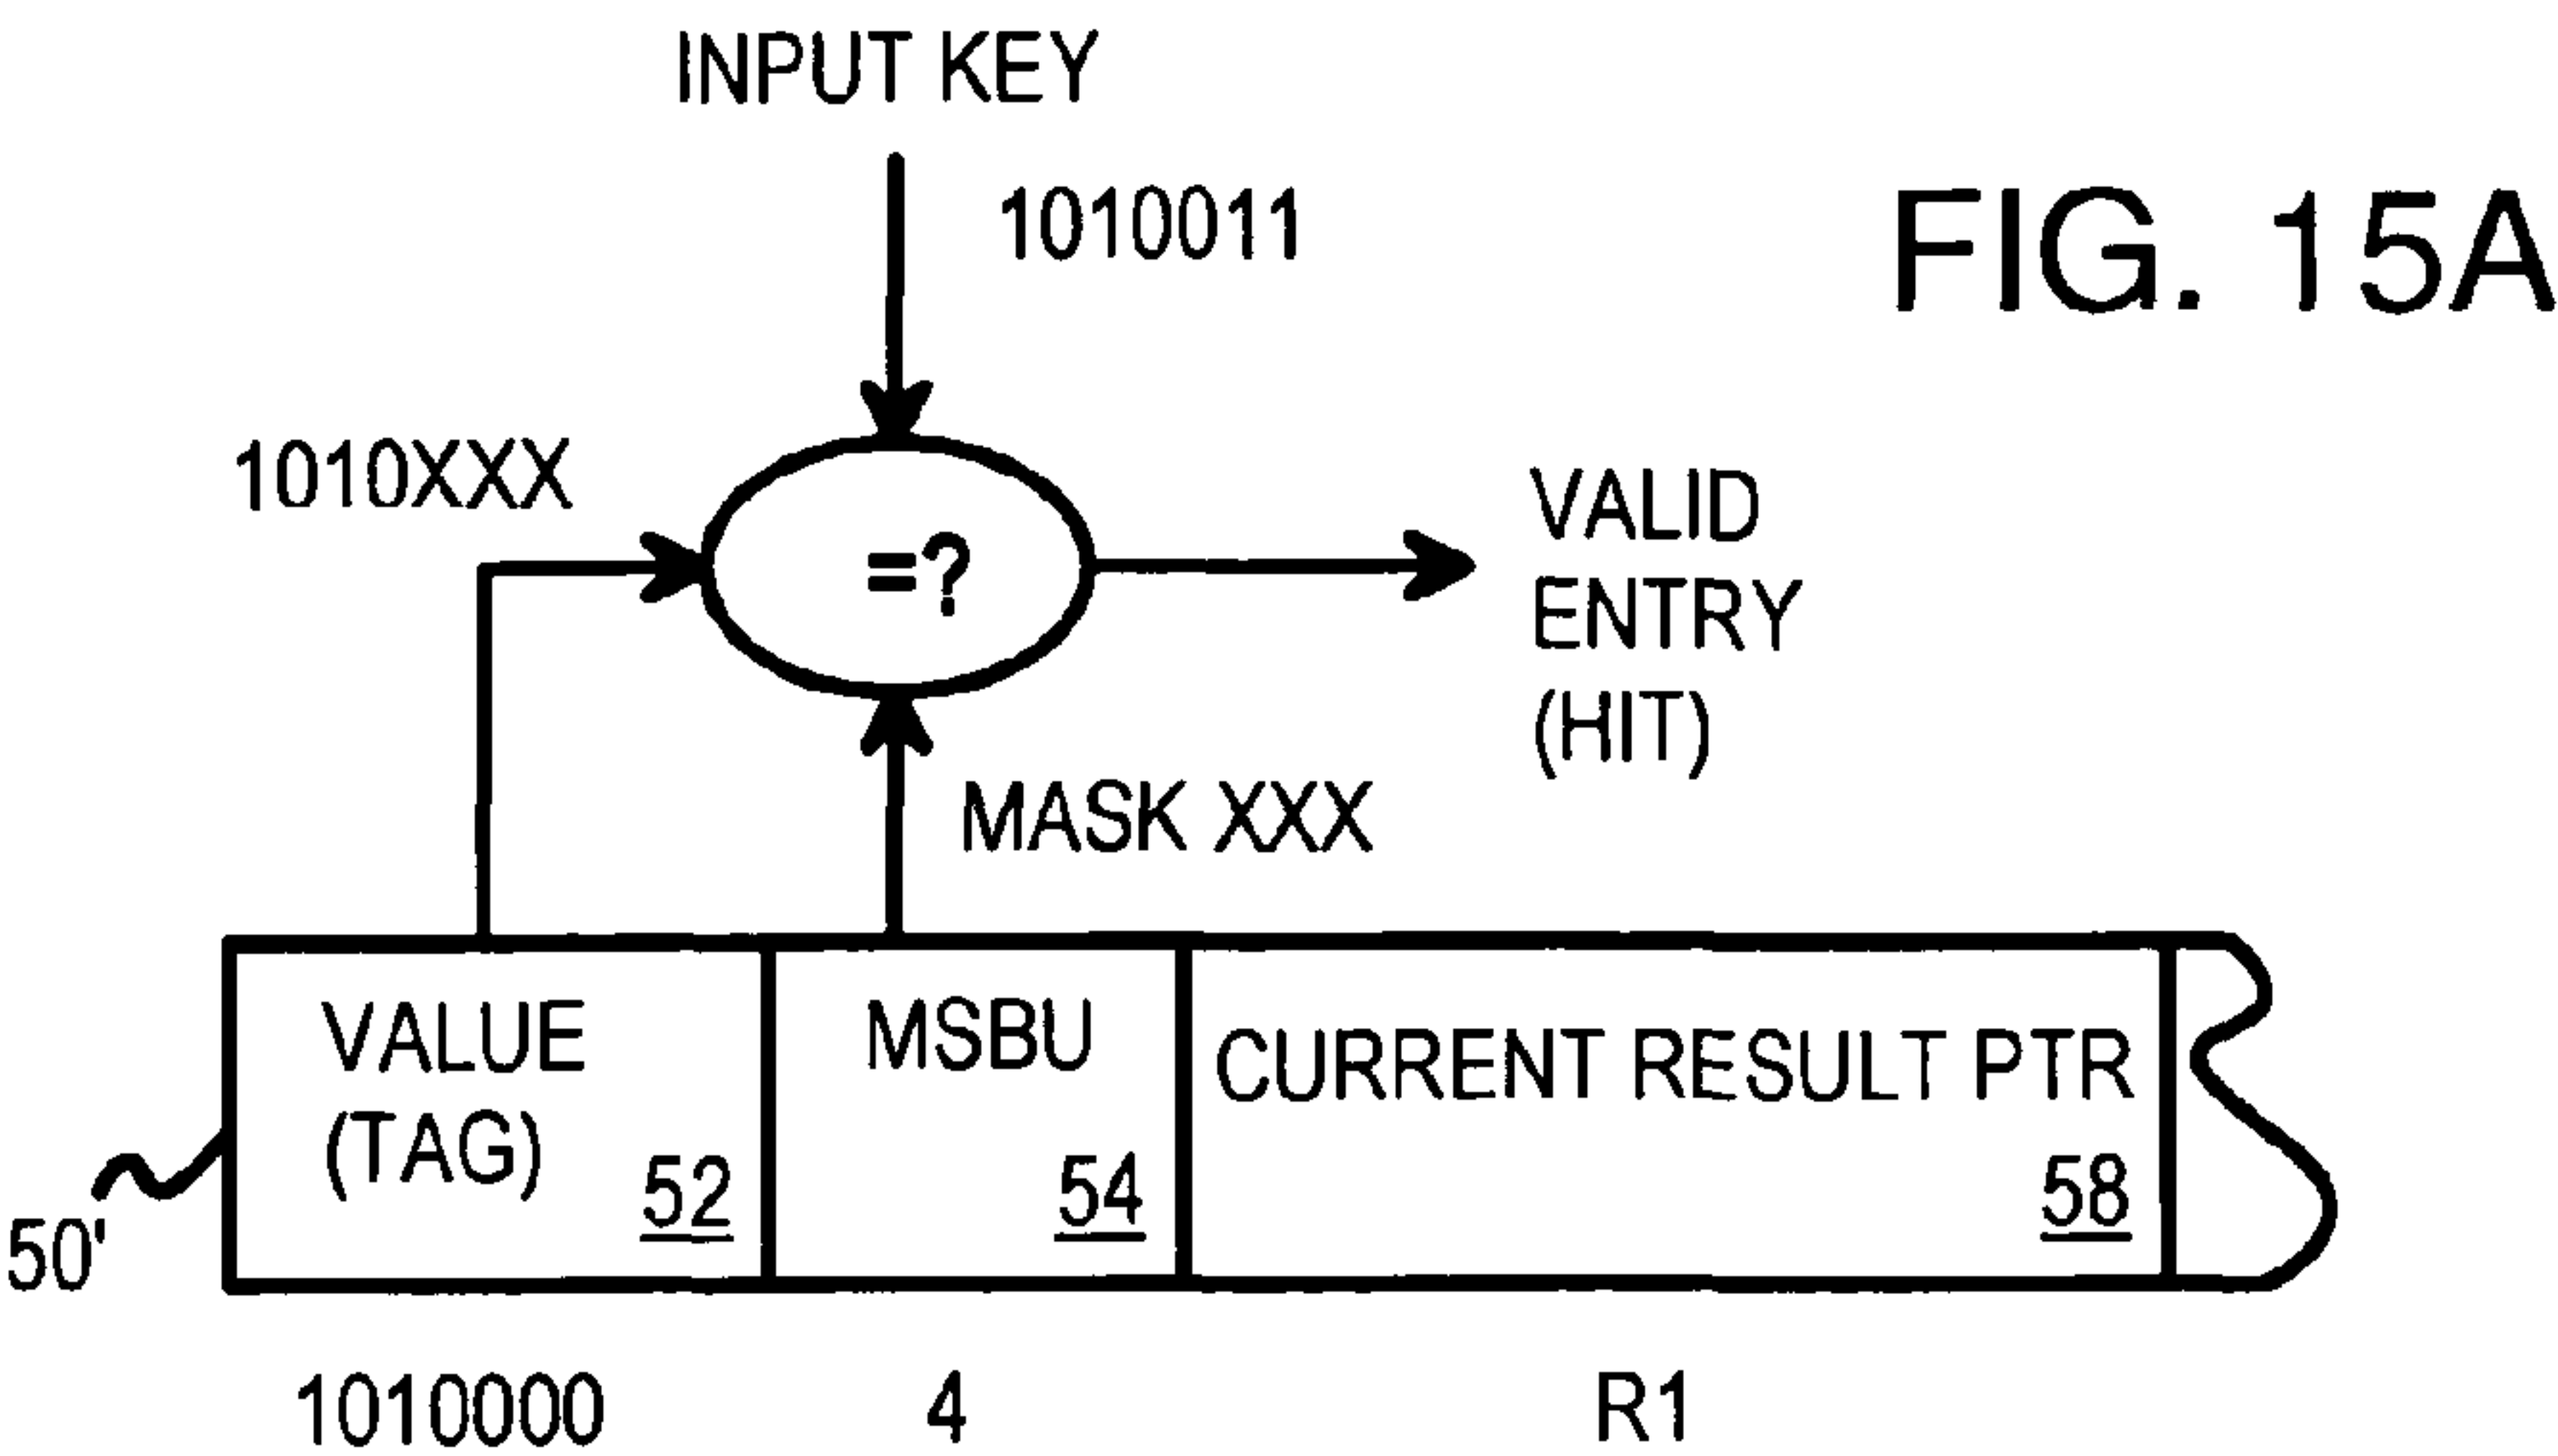 INPUT KEY
1010011
FIG. 15A
1010XXX
=?
VALID
ENTRY
(HIT)
MASK XXX
VALUE
(TAG)
52
MSBU
54
CURRENT RESULT PTR
58
50'
1010000
4
R1